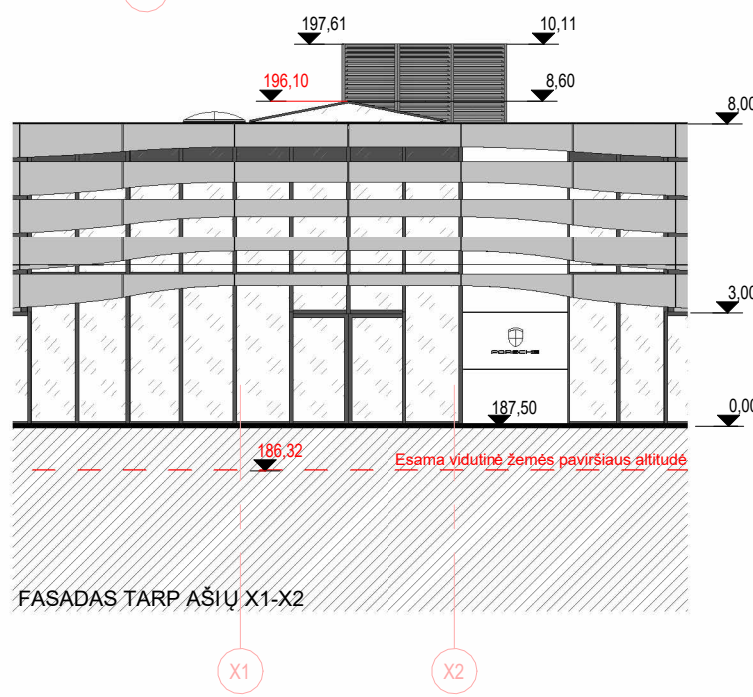 197,61
10,11
196,10
8,60
8,00
3,00
PORSCHE
187,50
0,00
186,32
Esama vidutinė žemės paviršiaus altitudė
FASADAS TARP AŠIŲ X1-X2
X1
X2